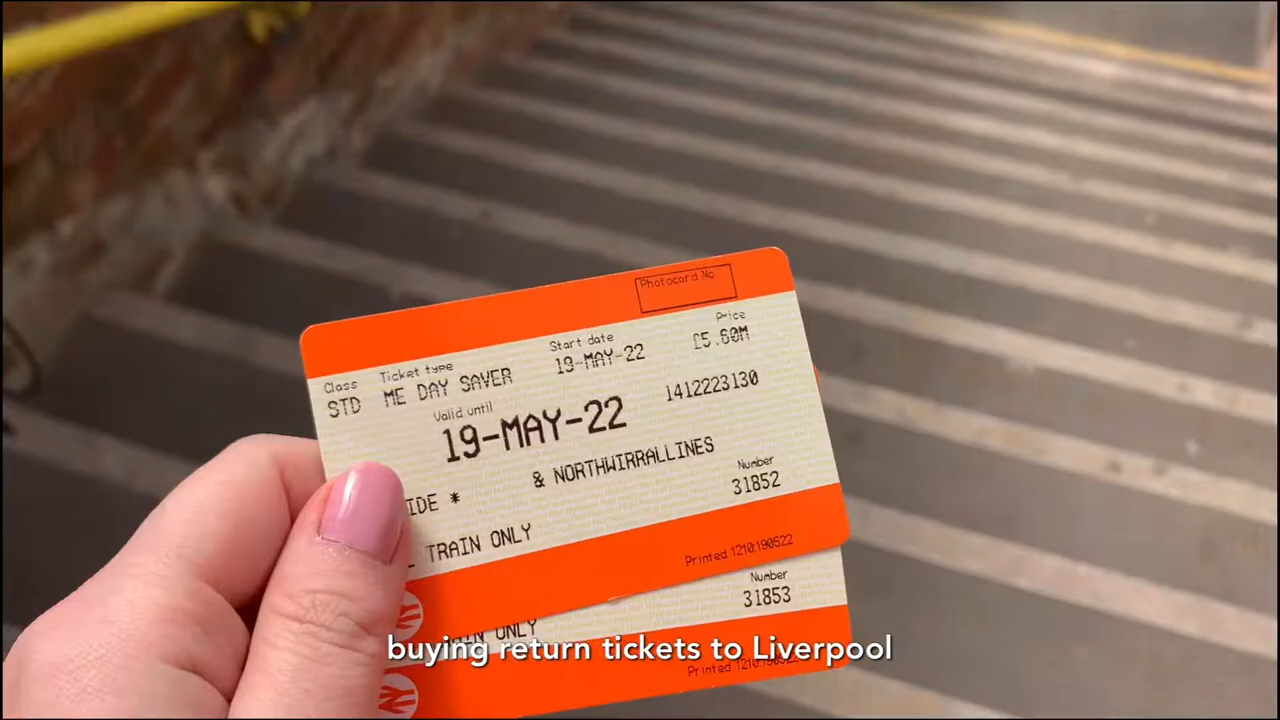 Photocard No
Class Ticket type Start date Price
STD ME DAY SAVER 19-MAY-22 £5.60M
Valid until
19-MAY-22 1412223130
IDE * & NORTHWIRRALLINES
Number
31852
TRAIN ONLY
Printed 1210:190522
Number
31853
ONLY
Printed
buying return tickets to Liverpool